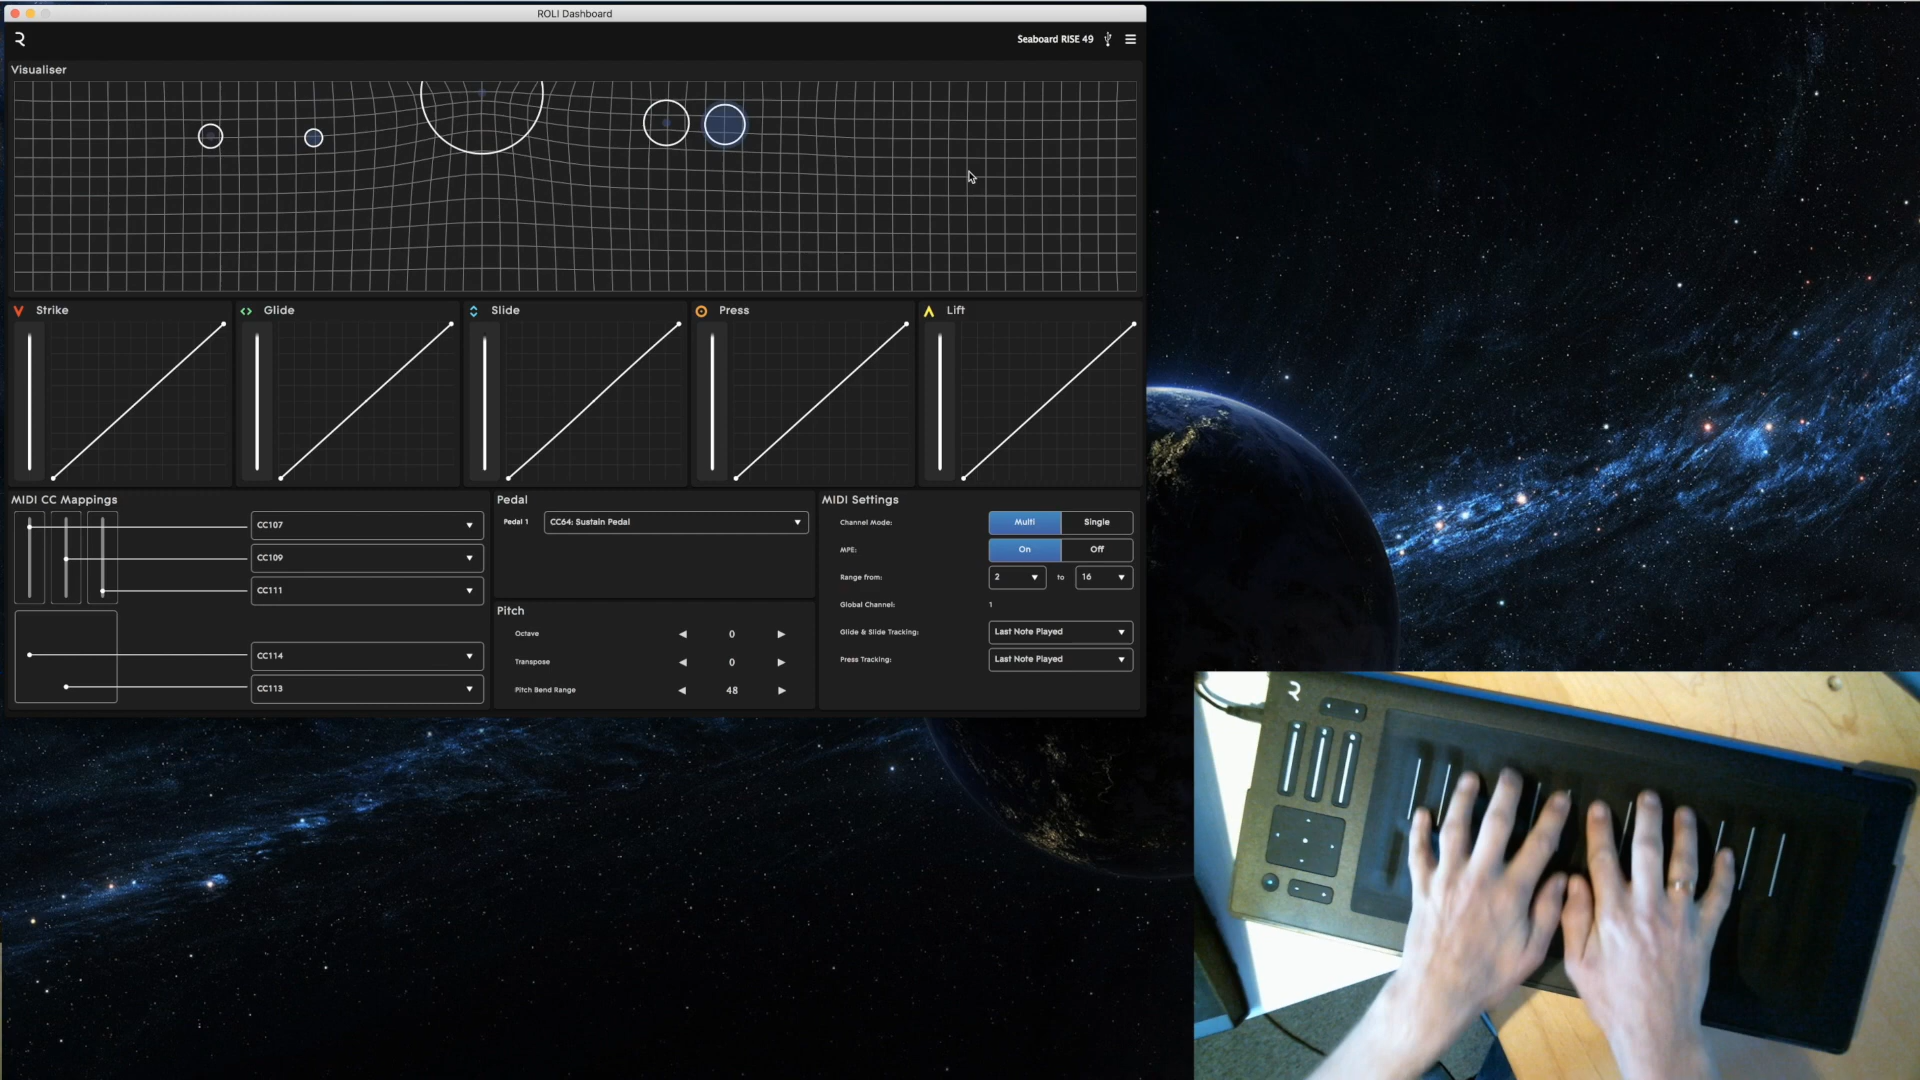 ROLI Dashboard
Seaboard RISE 49
Visualiser
Strike
Glide
Slide
Press
Lift
MIDI CC Mappings
CC107
CC109
CC111
CC114
CC113
Pedal
Pedal 1
CC64: Sustain Pedal
Pitch
Octave
0
Transpose
0
Pitch Bend Range
48
MIDI Settings
Channel Mode:
Multi
Single
MPE:
On
Off
Range from:
2
to
16
Global Channel:
1
Glide & Slide Tracking:
Last Note Played
Press Tracking:
Last Note Played